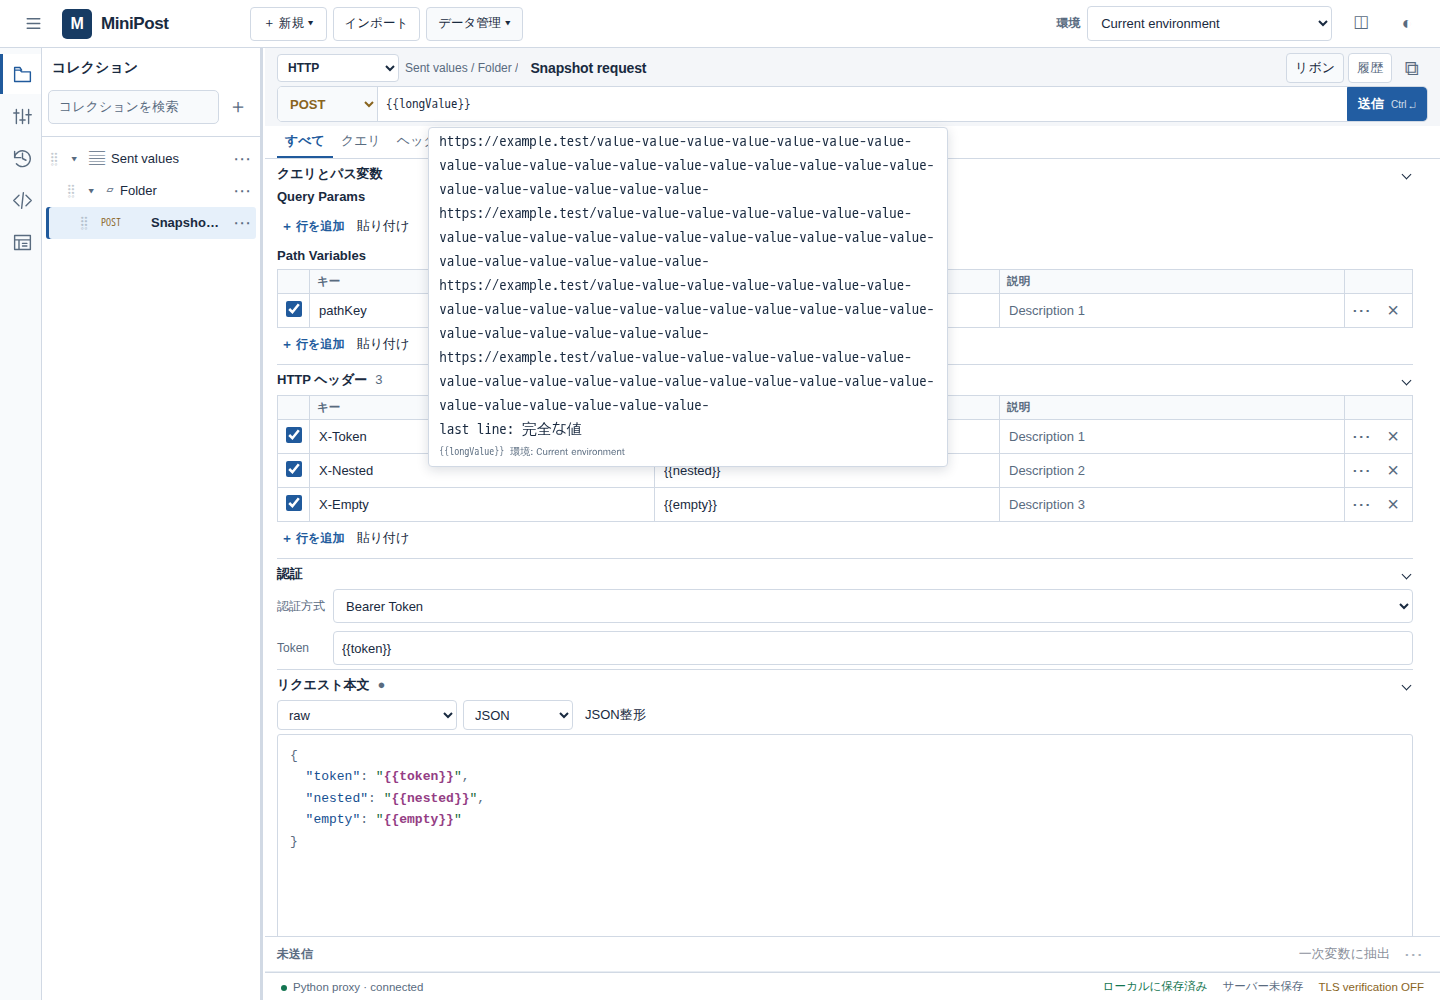 M MiniPost ＋ 新規 ▾ インポート データ管理 ▾ 環境 Current environment
コレクション
コレクションを検索 ＋
Sent values ···
Folder ···
POST Snapsho… ···
HTTP Sent values / Folder / Snapshot request リボン 履歴
POST {{longValue}} 送信 Ctrl
すべて クエリ
クエリとパス変数
Query Params
＋ 行を追加 貼り付け
Path Variables
キー 説明
pathKey Description 1 ··· ✕
＋ 行を追加 貼り付け
HTTP ヘッダー 3
キー 説明
X-Token Description 1 ··· ✕
X-Nested {{nested}} Description 2 ··· ✕
X-Empty {{empty}} Description 3 ··· ✕
＋ 行を追加 貼り付け
https://example.test/value-value-value-value-value-value-value-
value-value-value-value-value-value-value-value-value-value-value-
value-value-value-value-value-value-
https://example.test/value-value-value-value-value-value-value-
value-value-value-value-value-value-value-value-value-value-value-
value-value-value-value-value-value-
https://example.test/value-value-value-value-value-value-value-
value-value-value-value-value-value-value-value-value-value-value-
value-value-value-value-value-value-
https://example.test/value-value-value-value-value-value-value-
value-value-value-value-value-value-value-value-value-value-value-
value-value-value-value-value-value-
last line: 完全な値
{{longValue}} 環境: Current environment
認証
認証方式 Bearer Token
Token {{token}}
リクエスト本文 ●
raw JSON JSON整形
{
"token": "{{token}}",
"nested": "{{nested}}",
"empty": "{{empty}}"
}
未送信 一次変数に抽出 ···
● Python proxy · connected ローカルに保存済み サーバー未保存 TLS verification OFF